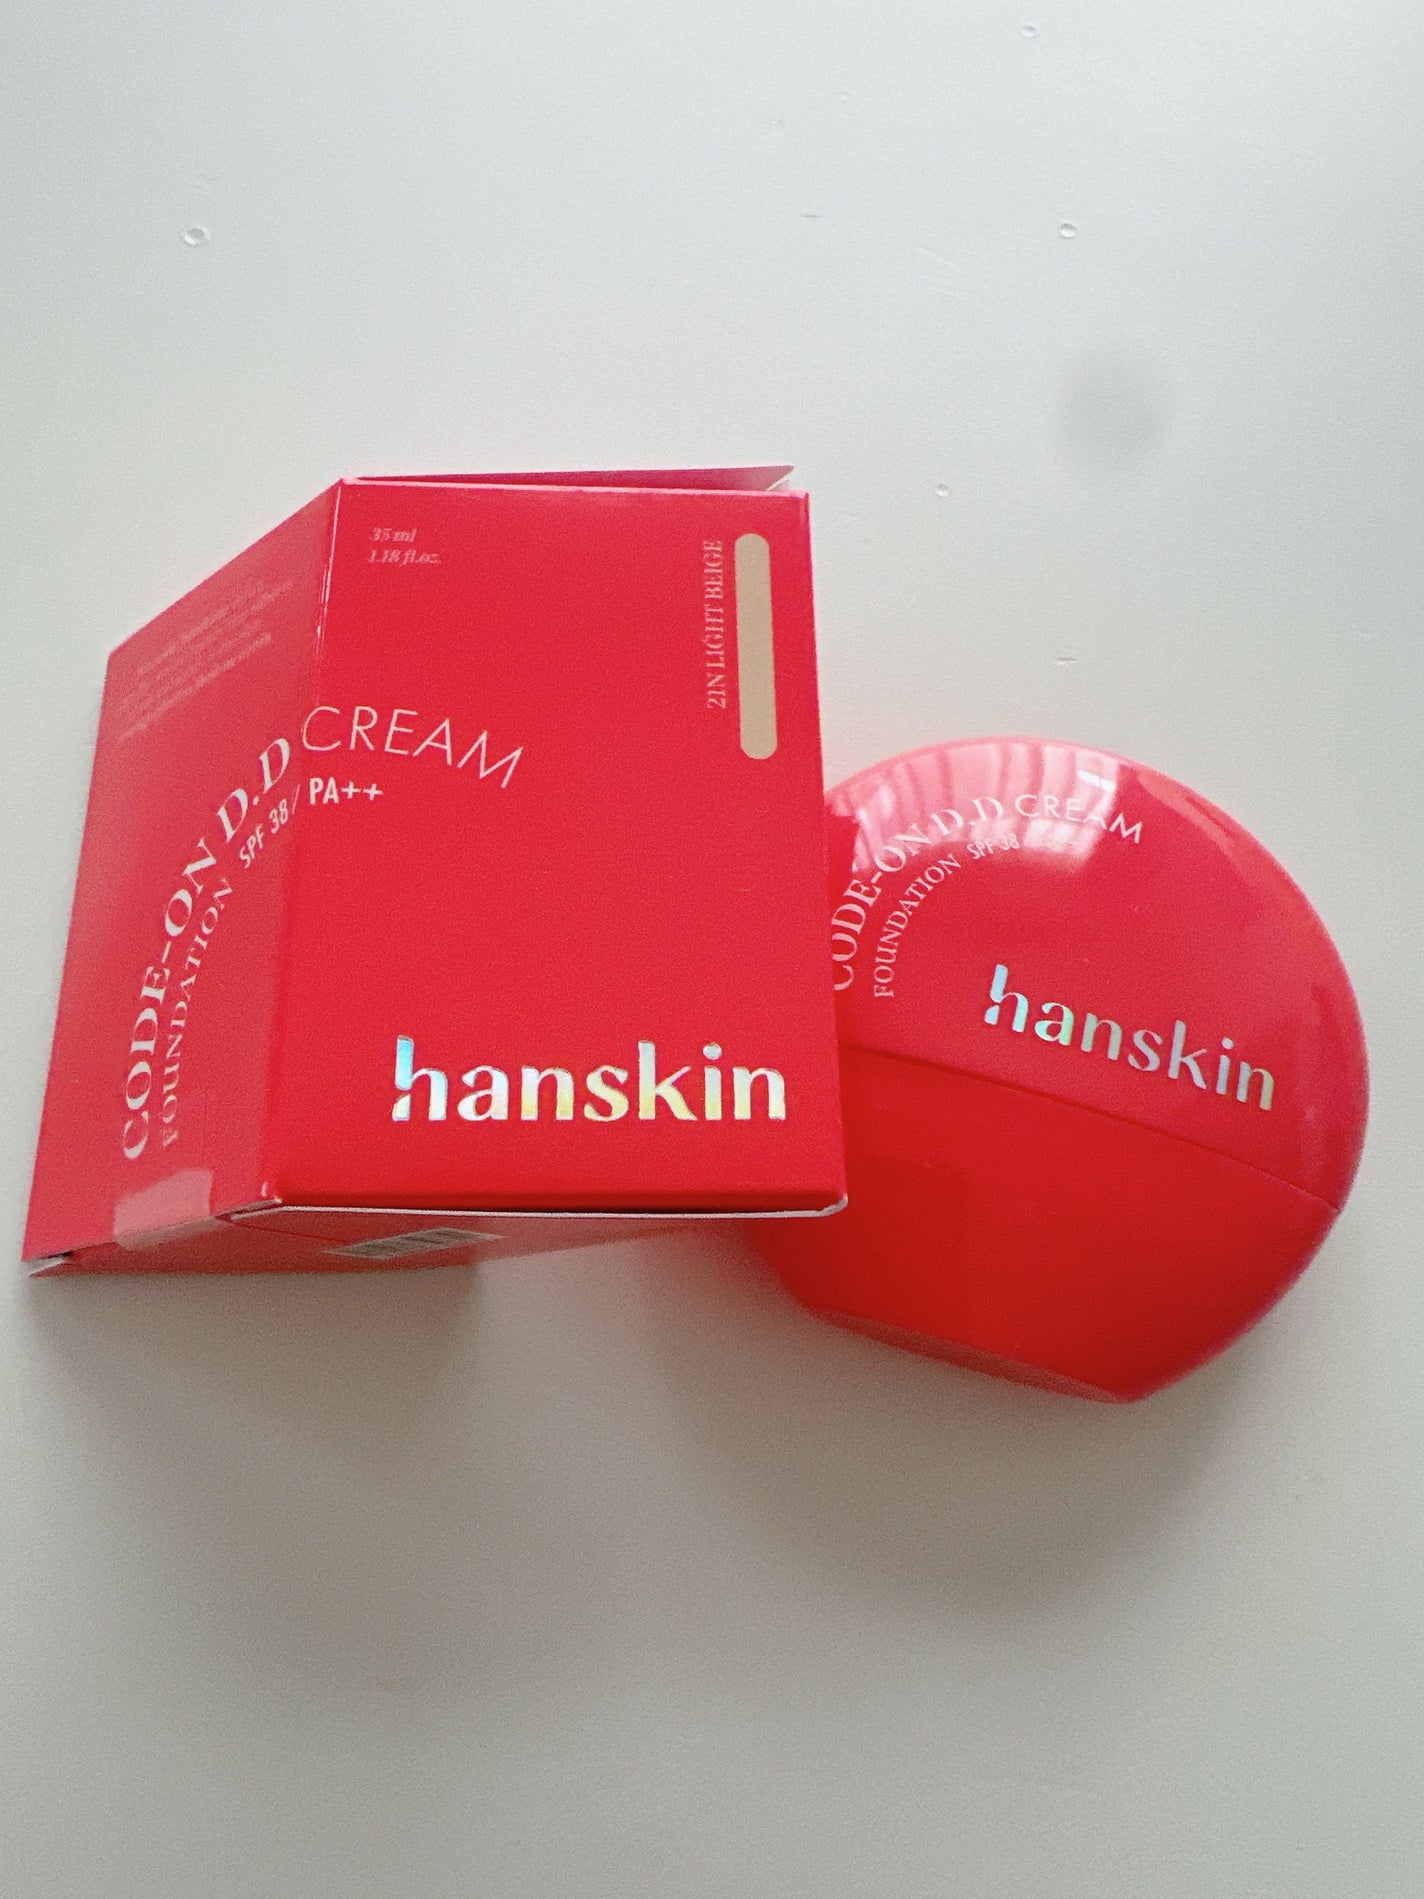 35 ml
1.18 fl.oz.
21N LIGHT BEIGE
CODE-ON D.D CREAM
FOUNDATION SPF 38 / PA++
hanskin
CODE-ON D.D CREAM
FOUNDATION SPF 38
hanskin